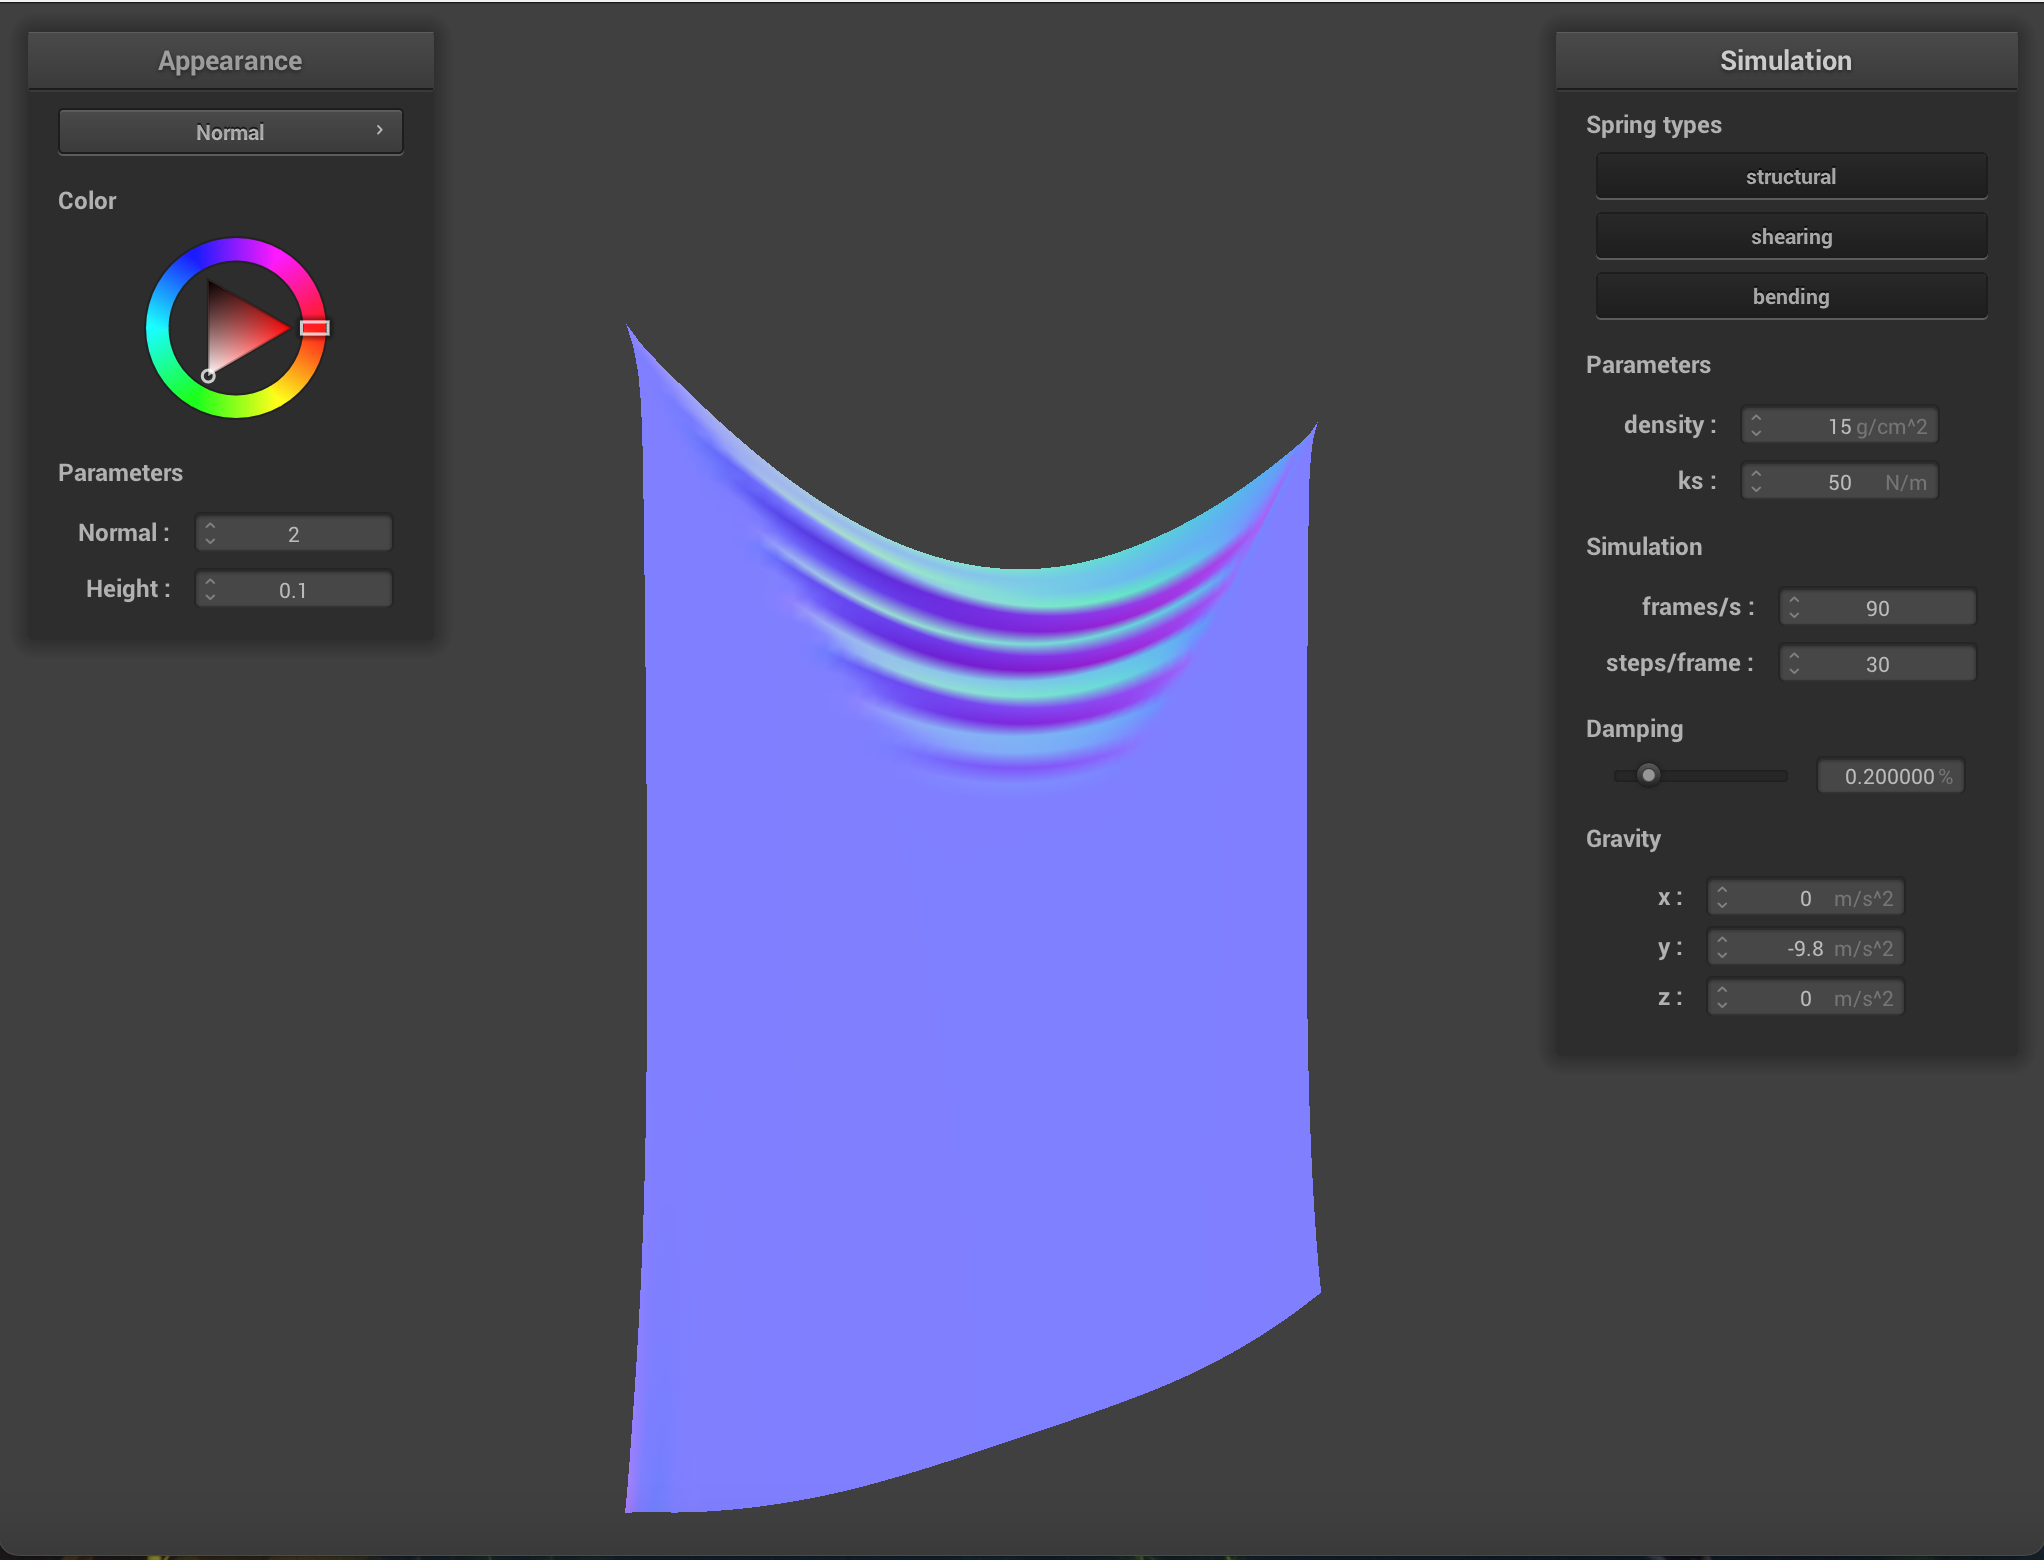 Appearance
Normal
Color
Parameters
Normal : 2
Height : 0.1
Simulation
Spring types
structural
shearing
bending
Parameters
density : 15 g/cm^2
ks : 50 N/m
Simulation
frames/s : 90
steps/frame : 30
Damping
0.200000 %
Gravity
x : 0 m/s^2
y : -9.8 m/s^2
z : 0 m/s^2